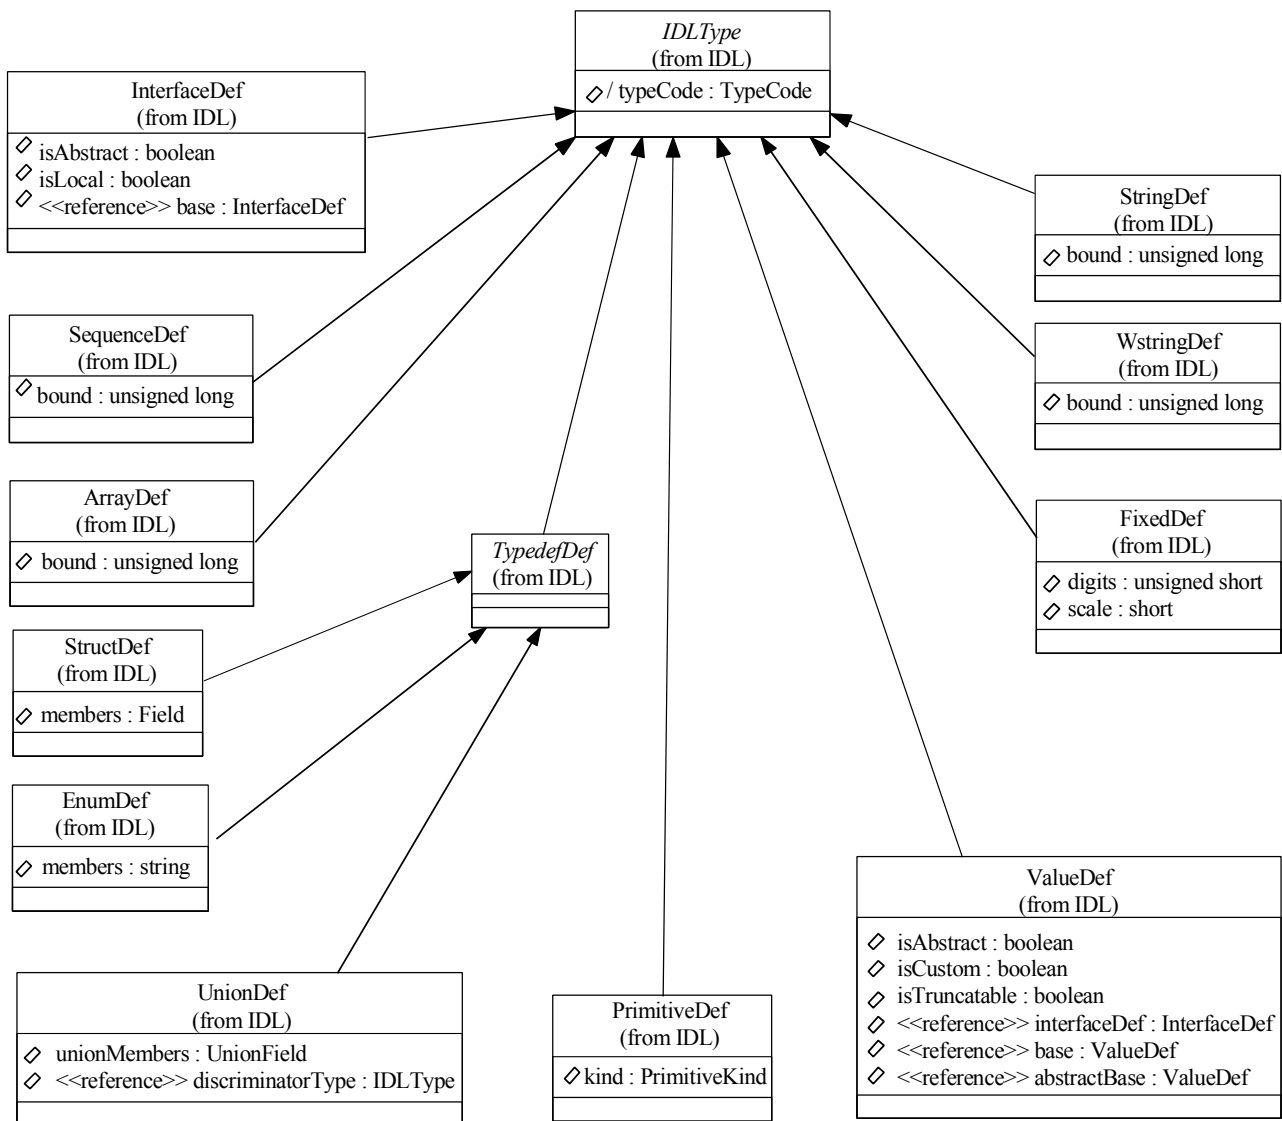 IDLType
(from IDL)
/ typeCode : TypeCode
InterfaceDef
(from IDL)
isAbstract : boolean
isLocal : boolean
<<reference>> base : InterfaceDef
StringDef
(from IDL)
bound : unsigned long
SequenceDef
(from IDL)
bound : unsigned long
WstringDef
(from IDL)
bound : unsigned long
ArrayDef
(from IDL)
bound : unsigned long
TypedefDef
(from IDL)
FixedDef
(from IDL)
digits : unsigned short
scale : short
StructDef
(from IDL)
members : Field
EnumDef
(from IDL)
members : string
ValueDef
(from IDL)
isAbstract : boolean
isCustom : boolean
isTruncatable : boolean
<<reference>> interfaceDef : InterfaceDef
<<reference>> base : ValueDef
<<reference>> abstractBase : ValueDef
UnionDef
(from IDL)
unionMembers : UnionField
<<reference>> discriminatorType : IDLType
PrimitiveDef
(from IDL)
kind : PrimitiveKind